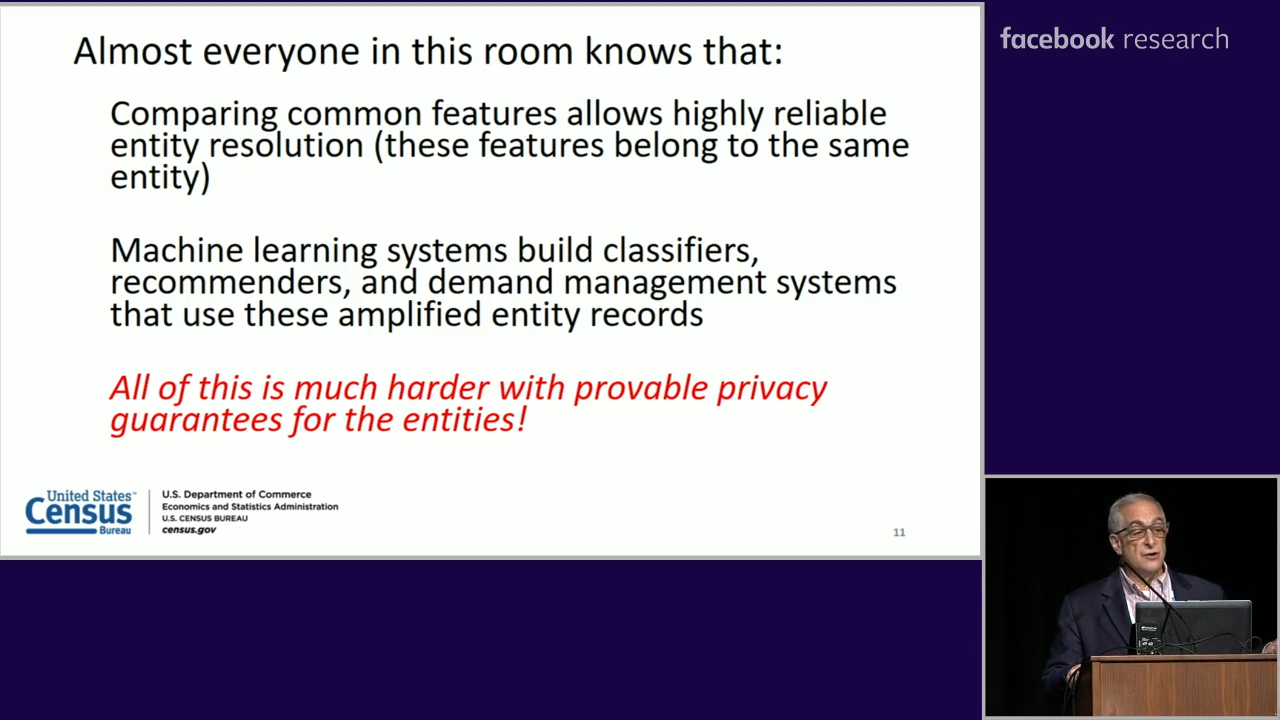 Almost everyone in this room knows that:
Comparing common features allows highly reliable
entity resolution (these features belong to the same
entity)
Machine learning systems build classifiers,
recommenders, and demand management systems
that use these amplified entity records
All of this is much harder with provable privacy
guarantees for the entities!
United States™
Census
Bureau
U.S. Department of Commerce
Economics and Statistics Administration
U.S. CENSUS BUREAU
census.gov
11
facebook research